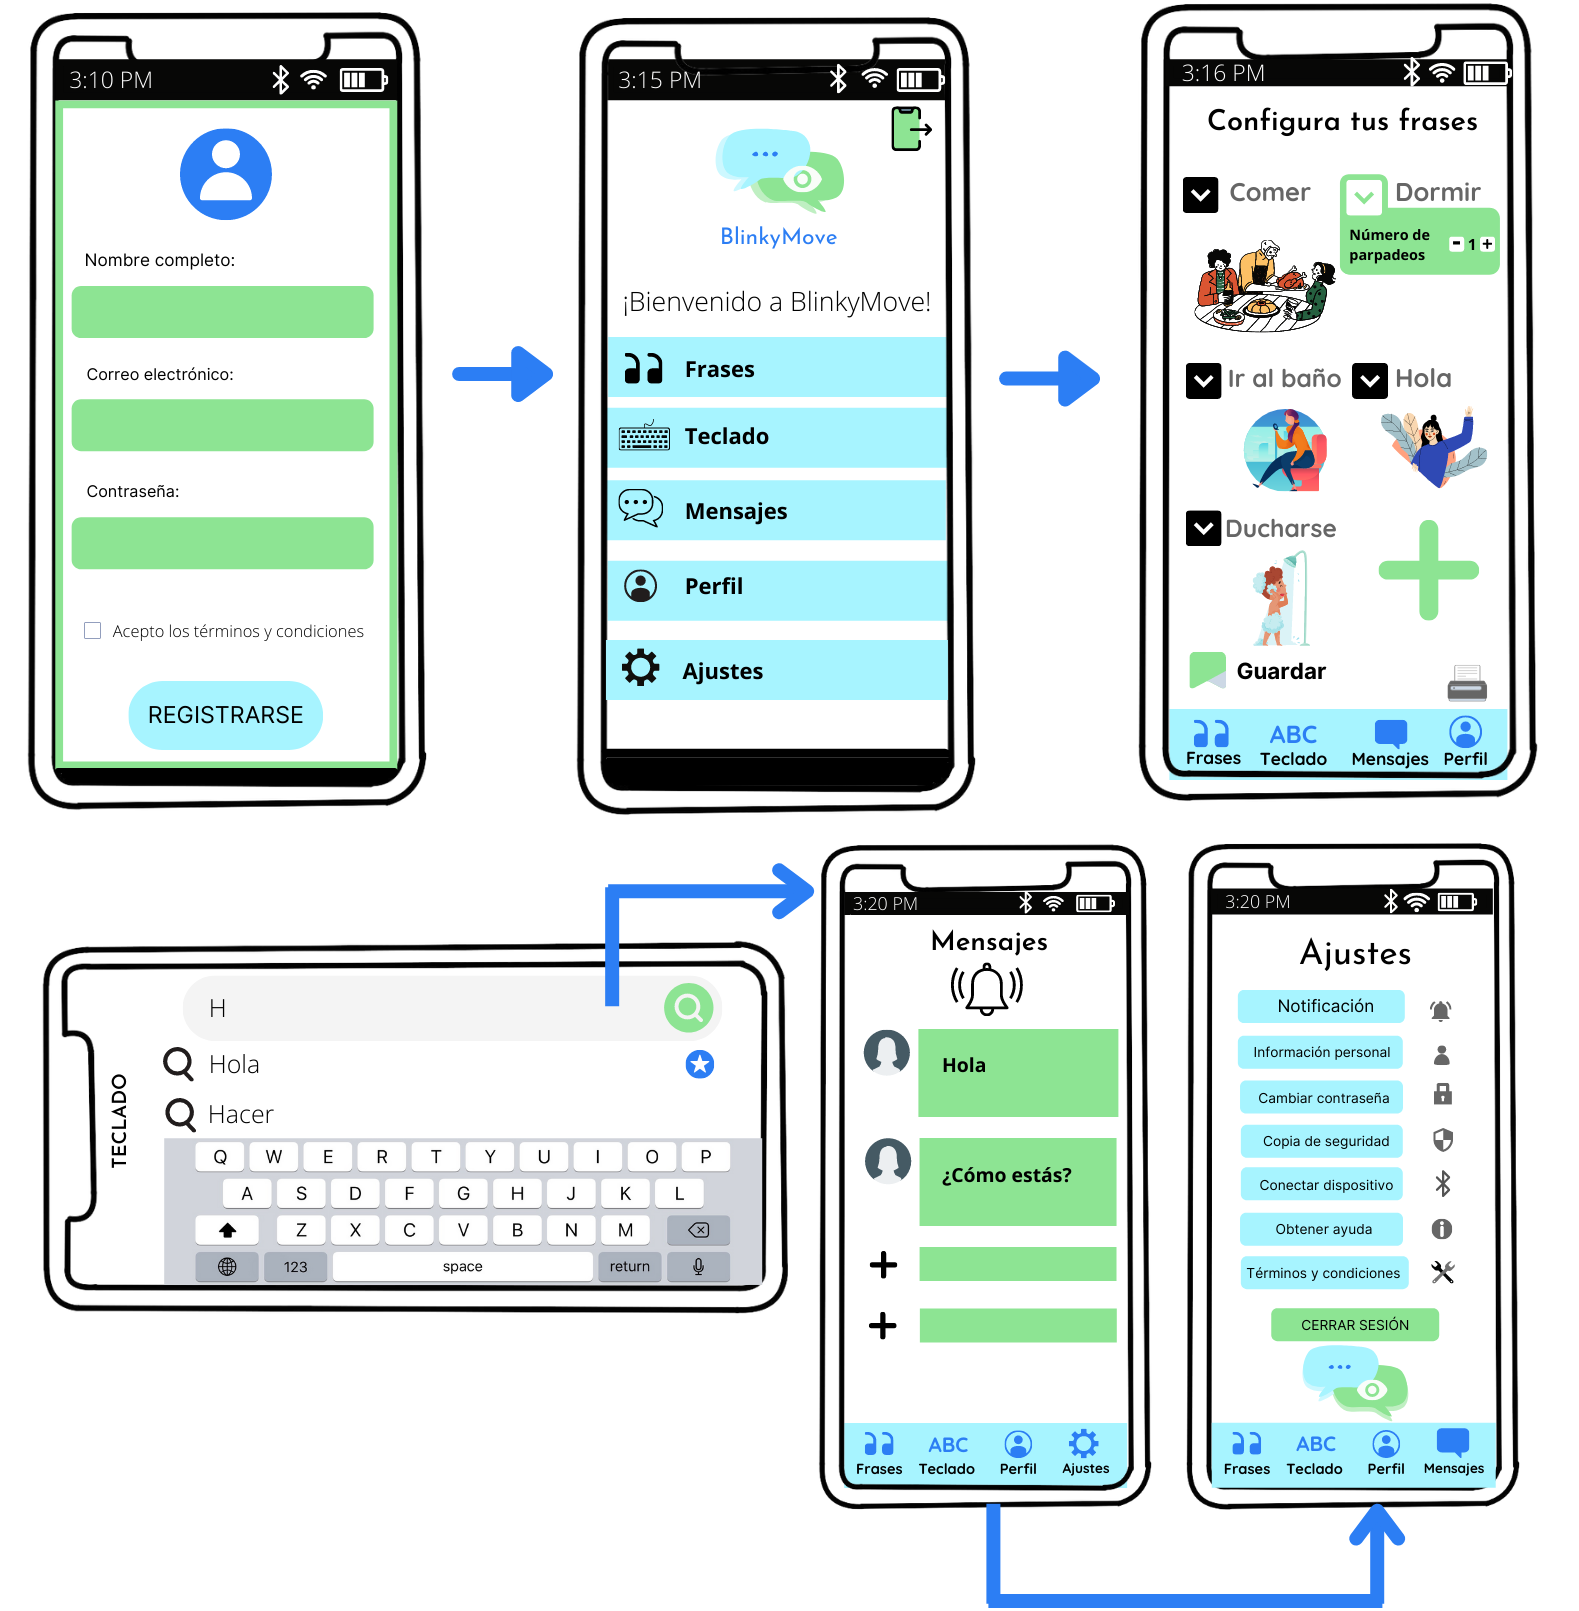 3:10 PM
Nombre completo:
Correo electrónico:
Contraseña:
Acepto los términos y condiciones
REGISTRARSE
3:15 PM
BlinkyMove
¡Bienvenido a BlinkyMove!
Frases
Teclado
Mensajes
Perfil
Ajustes
3:16 PM
Configura tus frases
Comer
Dormir
Número de
parpadeos
- 1 +
Ir al baño
Hola
Ducharse
Guardar
ABC
Frases Teclado Mensajes Perfil
TECLADO
H
Hola
Hacer
Q W E R T Y U I O P
A S D F G H J K L
Z X C V B N M
123 space return
3:20 PM
Mensajes
Hola
¿Cómo estás?
ABC
Frases Teclado Perfil Ajustes
3:20 PM
Ajustes
Notificación
Información personal
Cambiar contraseña
Copia de seguridad
Conectar dispositivo
Obtener ayuda
Términos y condiciones
CERRAR SESIÓN
ABC
Frases Teclado Perfil Mensajes